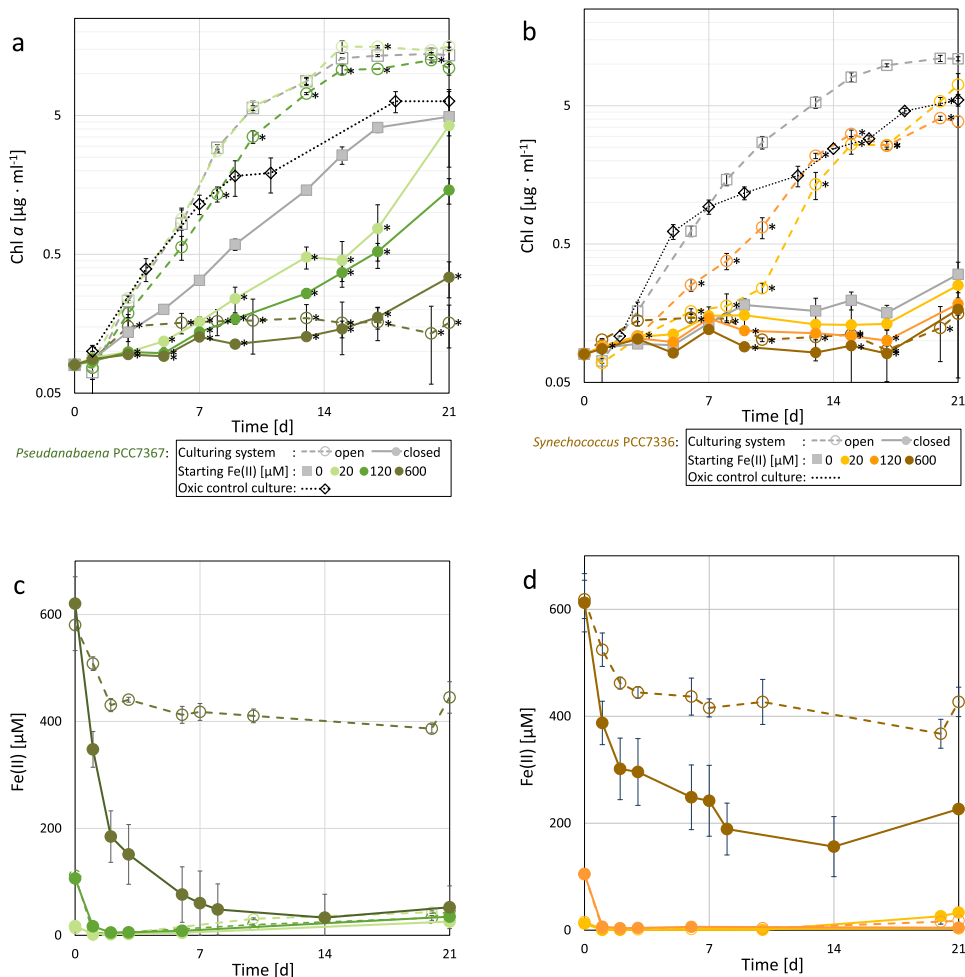 a
Chl a [µg · ml⁻¹]
5
0.5
0.05
0 7 14 21
Time [d]
Pseudanabaena PCC7367:
Culturing system : open closed
Starting Fe(II) [µM] : 0 20 120 600
Oxic control culture:
b
Chl a [µg · ml⁻¹]
5
0.5
0.05
0 7 14 21
Time [d]
Synechococcus PCC7336:
Culturing system : open closed
Starting Fe(II) [µM] : 0 20 120 600
Oxic control culture:
c
Fe(II) [µM]
600
400
200
0
0 7 14 21
Time [d]
d
Fe(II) [µM]
600
400
200
0
0 7 14 21
Time [d]